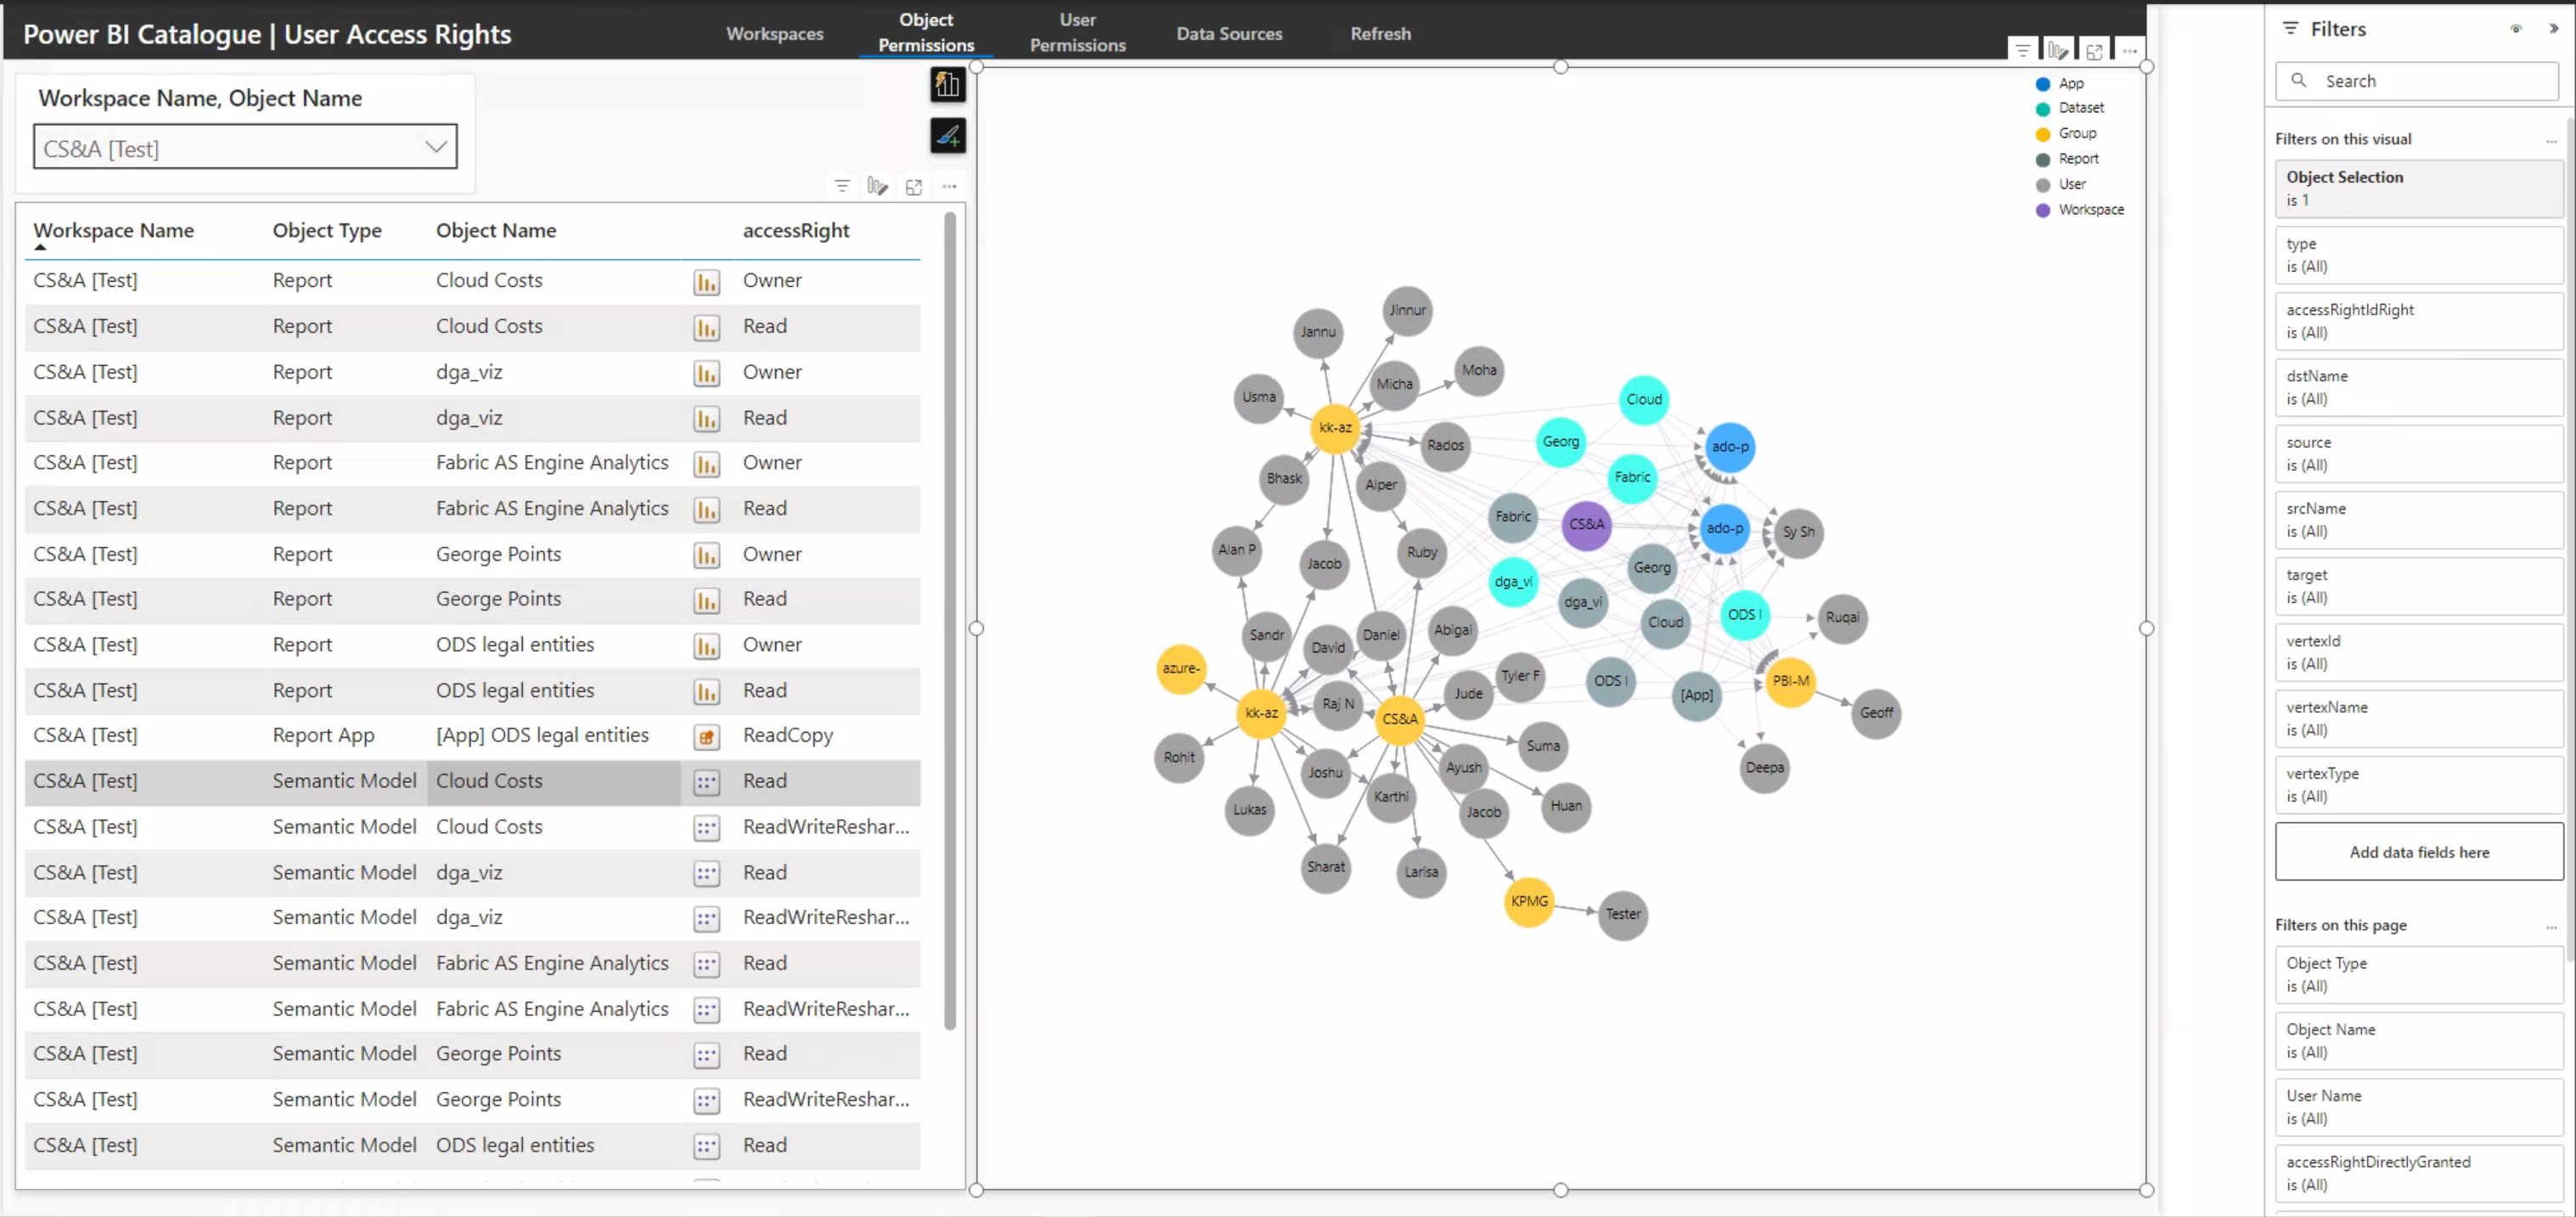 Power BI Catalogue | User Access Rights
Workspaces
Object
Permissions
User
Permissions
Data Sources
Refresh
Workspace Name, Object Name
CS&A [Test]
Workspace Name Object Type Object Name accessRight
CS&A [Test] Report Cloud Costs Owner
CS&A [Test] Report Cloud Costs Read
CS&A [Test] Report dga_viz Owner
CS&A [Test] Report dga_viz Read
CS&A [Test] Report Fabric AS Engine Analytics Owner
CS&A [Test] Report Fabric AS Engine Analytics Read
CS&A [Test] Report George Points Owner
CS&A [Test] Report George Points Read
CS&A [Test] Report ODS legal entities Owner
CS&A [Test] Report ODS legal entities Read
CS&A [Test] Report App [App] ODS legal entities ReadCopy
CS&A [Test] Semantic Model Cloud Costs Read
CS&A [Test] Semantic Model Cloud Costs ReadWriteReshar...
CS&A [Test] Semantic Model dga_viz Read
CS&A [Test] Semantic Model dga_viz ReadWriteReshar...
CS&A [Test] Semantic Model Fabric AS Engine Analytics Read
CS&A [Test] Semantic Model Fabric AS Engine Analytics ReadWriteReshar...
CS&A [Test] Semantic Model George Points Read
CS&A [Test] Semantic Model George Points ReadWriteReshar...
CS&A [Test] Semantic Model ODS legal entities Read
App
Dataset
Group
Report
User
Workspace
Jinnur
Jannu
Moha
Micha
Usma
Cloud
kk-az
Georg
Rados
ado-p
Fabric
Bhask
Alper
Fabric
CS&A
ado-p
Sy Sh
Alan P
Ruby
Jacob
Georg
dga_vi
dga_vi
ODS I
Ruqai
Cloud
Abigai
Sandr
Daniel
David
azure-
Tyler F
ODS I
PBI-M
Jude
[App]
Raj N
kk-az
CS&A
Geoff
Suma
Rohit
Joshu
Ayush
Deepa
Karthi
Huan
Lukas
Jacob
Sharat
Larisa
KPMG
Tester
Filters
Search
Filters on this visual
Object Selection
is 1
type
is (All)
accessRightIdRight
is (All)
dstName
is (All)
source
is (All)
srcName
is (All)
target
is (All)
vertexId
is (All)
vertexName
is (All)
vertexType
is (All)
Add data fields here
Filters on this page
Object Type
is (All)
Object Name
is (All)
User Name
is (All)
accessRightDirectlyGranted
is (All)